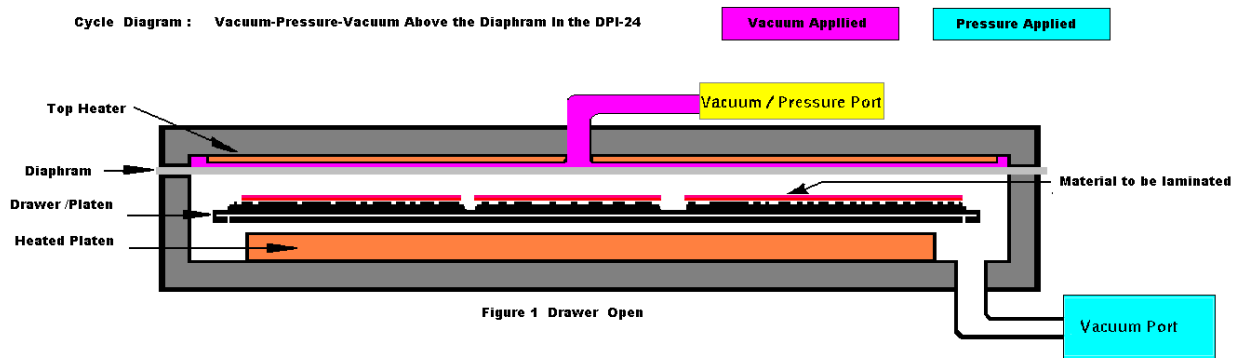 Cycle Diagram : Vacuum-Pressure-Vacuum Above the Diaphram in the DPI-24
Vacuum Appllied
Pressure Applied
Top Heater
Vacuum / Pressure Port
Diaphram
Material to be laminated
Drawer /Platen
Heated Platen
Figure 1 Drawer Open
Vacuum Port